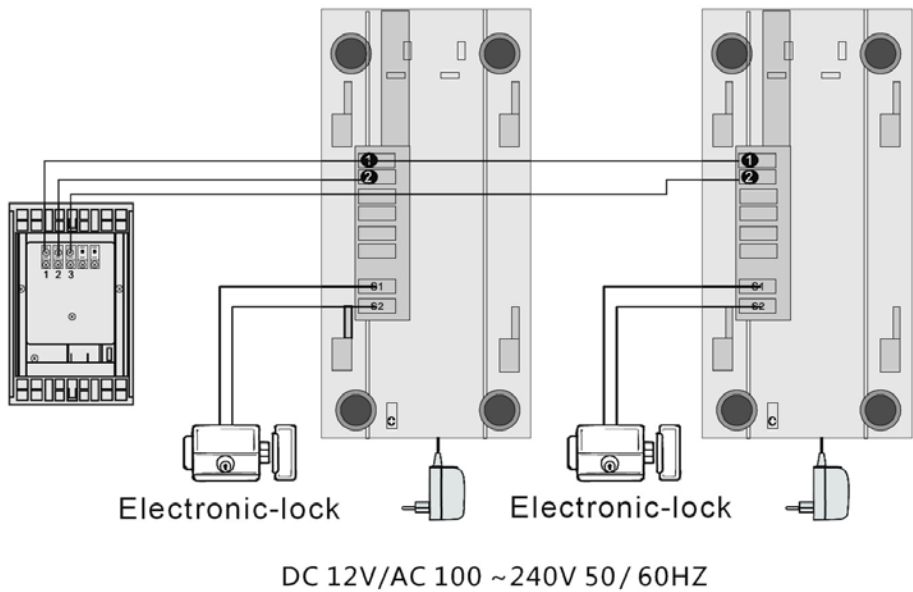 1 1
2 2
1 2 3
S1 S1
S2 S2
Electronic-lock Electronic-lock
DC 12V/AC 100 ~240V 50/ 60HZ